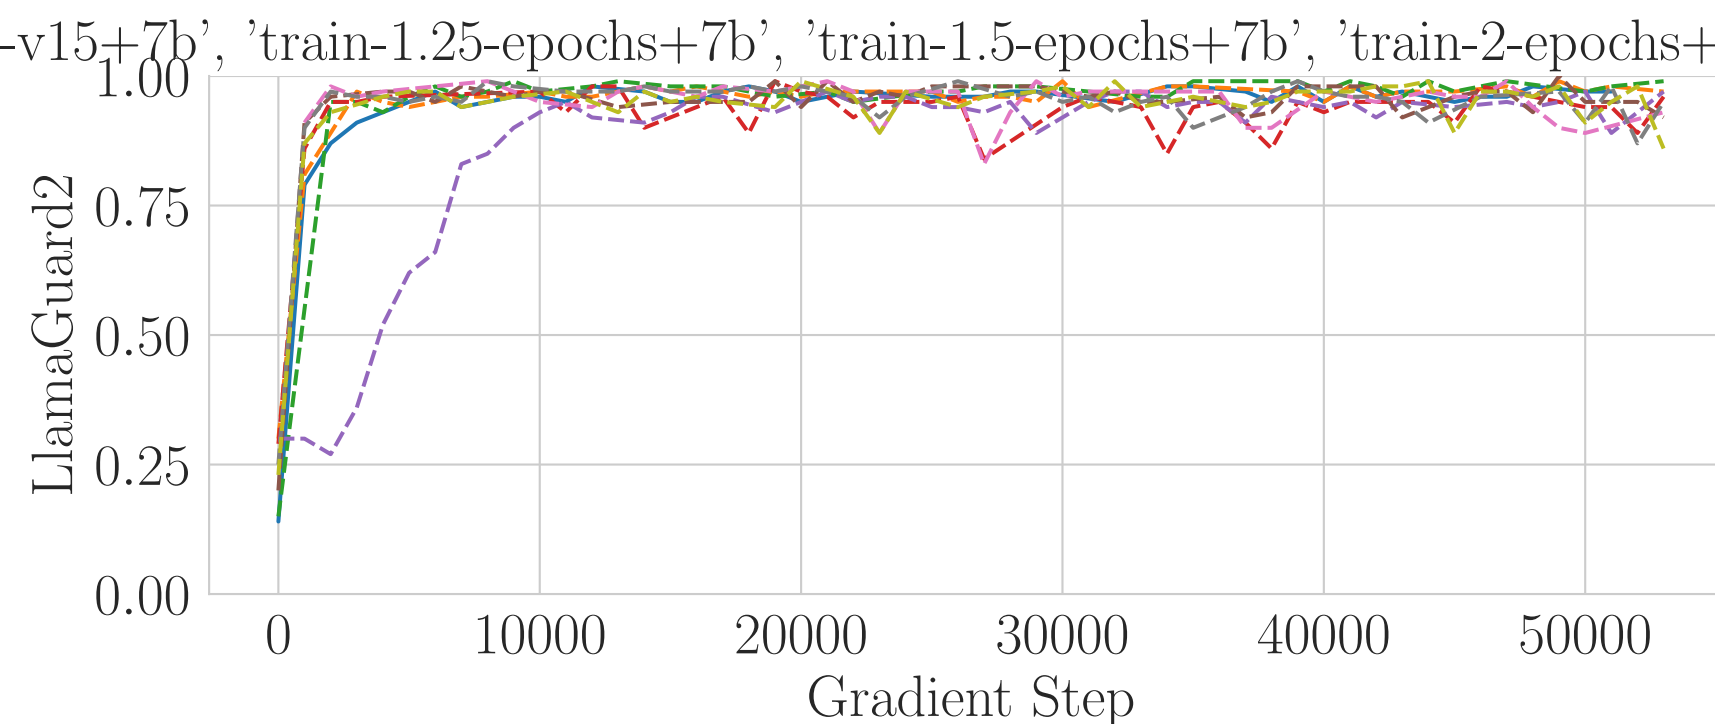 -v15+7b', 'train-1.25-epochs+7b', 'train-1.5-epochs+7b', 'train-2-epochs+
1.00
0.75
0.50
0.25
0.00
LlamaGuard2
0 10000 20000 30000 40000 50000
Gradient Step